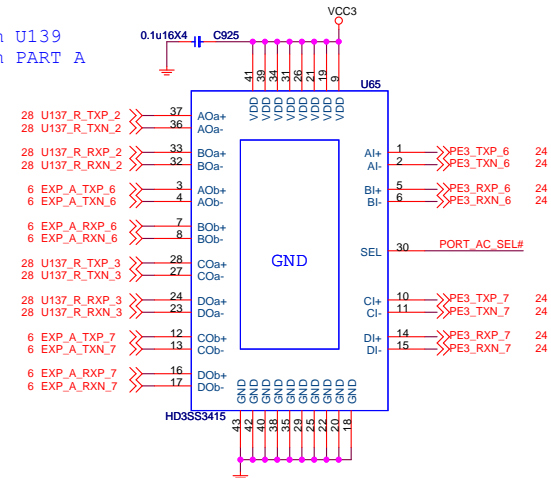 n U139
n PART A
VCC3
0.1u16X4 C925
41 39 34 31 26 21 19 9
U65
VDD VDD VDD VDD VDD VDD VDD VDD
28 U137_R_TXP_2 37 AOa+
28 U137_R_TXN_2 36 AOa-
28 U137_R_RXP_2 33 BOa+
28 U137_R_RXN_2 32 BOa-
6 EXP_A_TXP_6 3 AOb+
6 EXP_A_TXN_6 4 AOb-
6 EXP_A_RXP_6 7 BOb+
6 EXP_A_RXN_6 8 BOb-
28 U137_R_TXP_3 28 COa+
28 U137_R_TXN_3 27 COa-
28 U137_R_RXP_3 24 DOa+
28 U137_R_RXN_3 23 DOa-
6 EXP_A_TXP_7 12 COb+
6 EXP_A_TXN_7 13 COb-
6 EXP_A_RXP_7 16 DOb+
6 EXP_A_RXN_7 17 DOb-
GND
AI+ 1 PE3_TXP_6 24
AI- 2 PE3_TXN_6 24
BI+ 5 PE3_RXP_6 24
BI- 6 PE3_RXN_6 24
SEL 30 PORT_AC_SEL#
CI+ 10 PE3_TXP_7 24
CI- 11 PE3_TXN_7 24
DI+ 14 PE3_RXP_7 24
DI- 15 PE3_RXN_7 24
GND GND GND GND GND GND GND GND GND GND
HD3SS3415
43 42 40 38 35 29 25 22 20 18